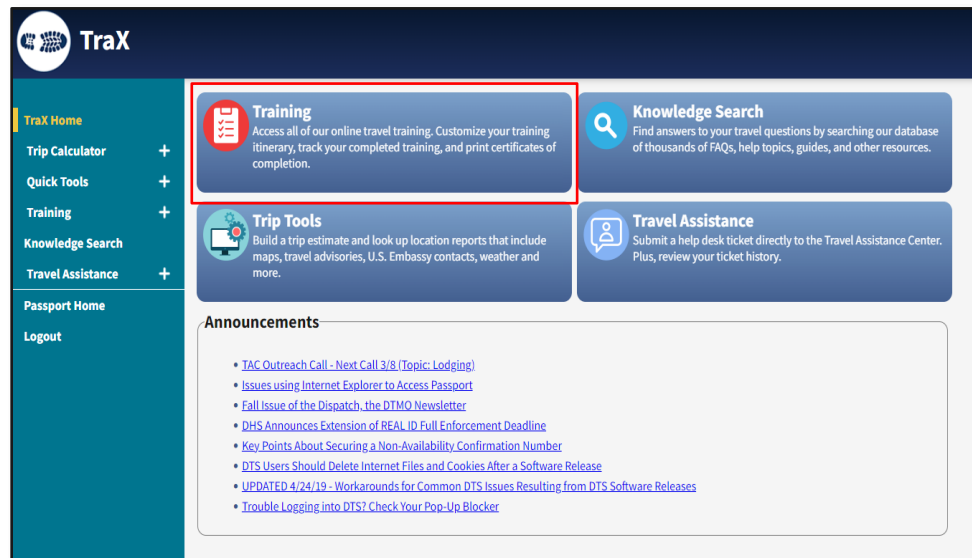 TraX
TraX Home
Trip Calculator +
Quick Tools +
Training +
Knowledge Search
Travel Assistance +
Passport Home
Logout
Training
Access all of our online travel training. Customize your training
itinerary, track your completed training, and print certificates of
completion.
Knowledge Search
Find answers to your travel questions by searching our database
of thousands of FAQs, help topics, guides, and other resources.
Trip Tools
Build a trip estimate and look up location reports that include
maps, travel advisories, U.S. Embassy contacts, weather and
more.
Travel Assistance
Submit a help desk ticket directly to the Travel Assistance Center.
Plus, review your ticket history.
Announcements
• TAC Outreach Call - Next Call 3/8 (Topic: Lodging)
• Issues using Internet Explorer to Access Passport
• Fall Issue of the Dispatch, the DTMO Newsletter
• DHS Announces Extension of REAL ID Full Enforcement Deadline
• Key Points About Securing a Non-Availability Confirmation Number
• DTS Users Should Delete Internet Files and Cookies After a Software Release
• UPDATED 4/24/19 - Workarounds for Common DTS Issues Resulting from DTS Software Releases
• Trouble Logging into DTS? Check Your Pop-Up Blocker